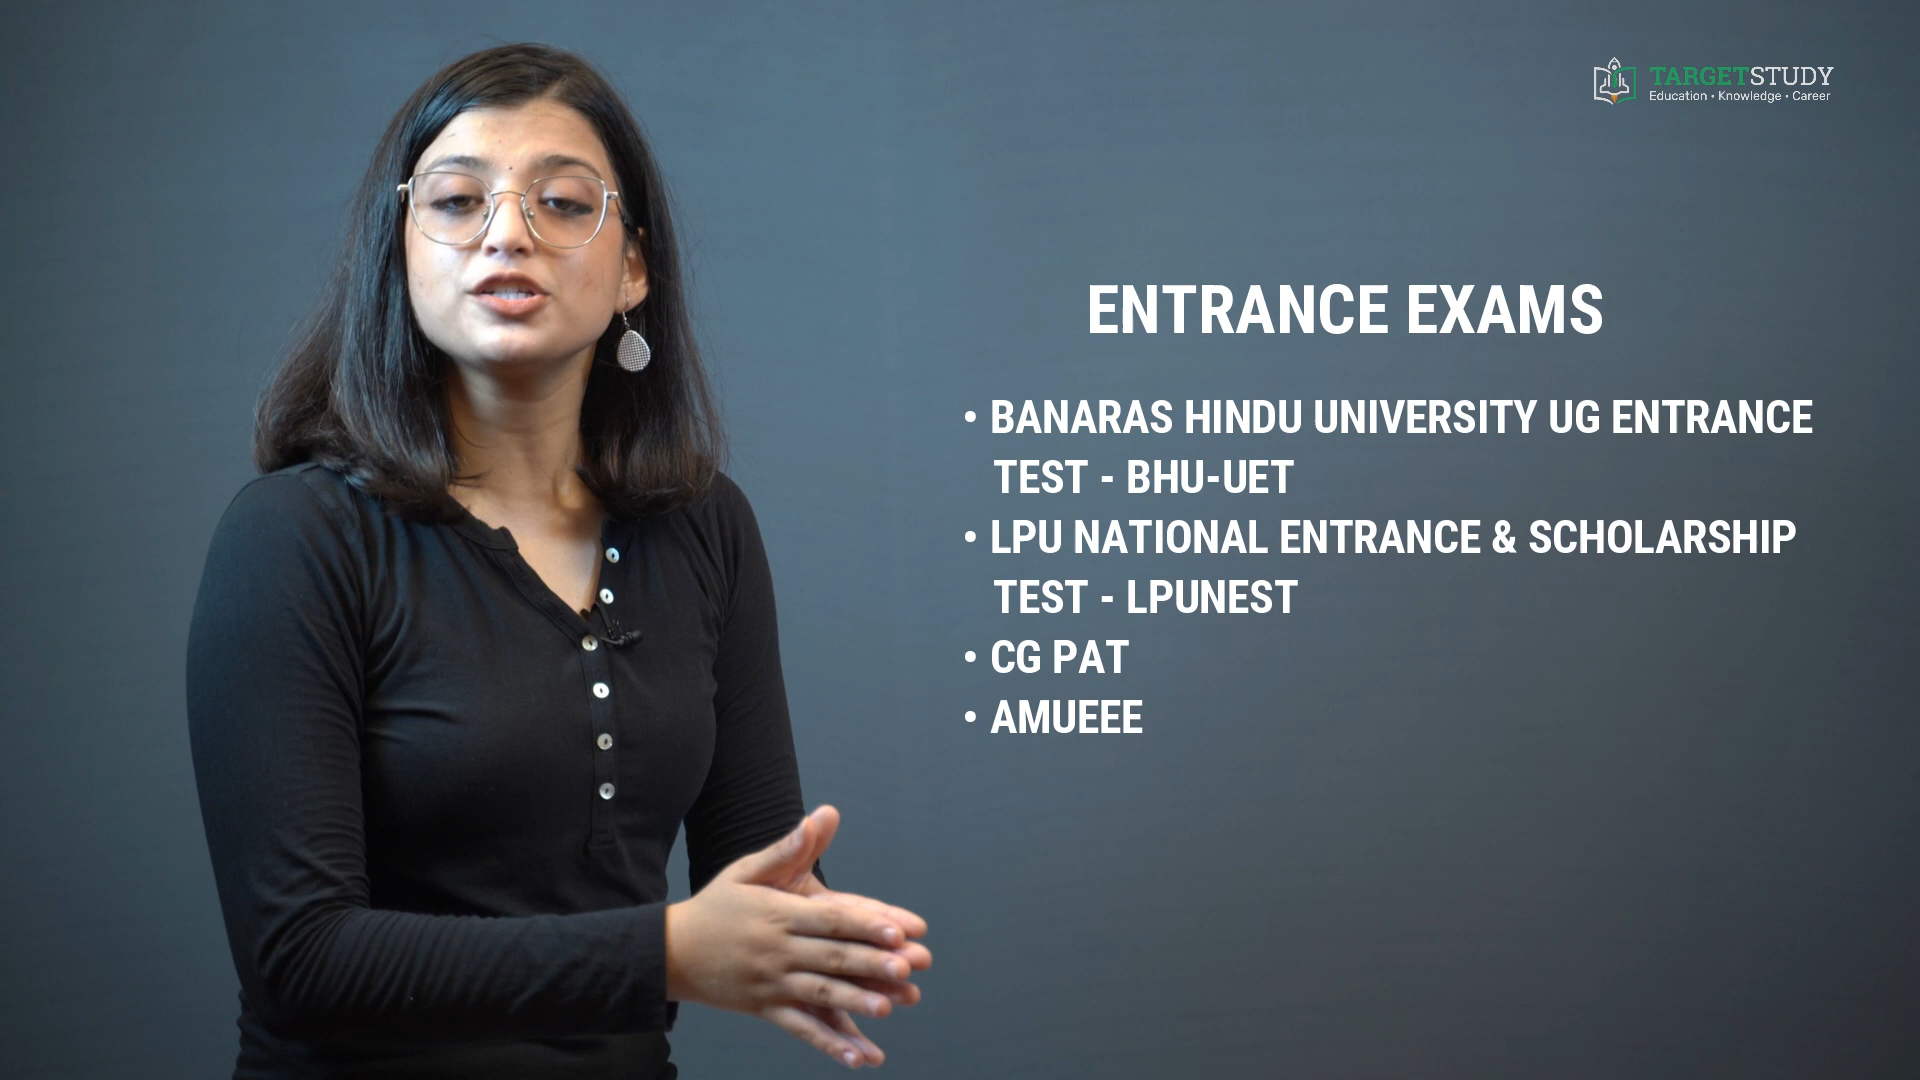 TARGETSTUDY
Education • Knowledge • Career
ENTRANCE EXAMS
• BANARAS HINDU UNIVERSITY UG ENTRANCE
TEST - BHU-UET
• LPU NATIONAL ENTRANCE & SCHOLARSHIP
TEST - LPUNEST
• CG PAT
• AMUEEE